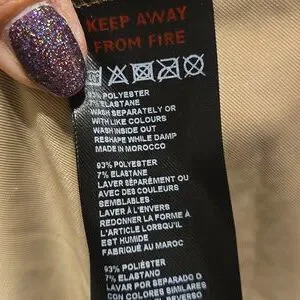 KEEP AWAY
FROM FIRE
93% POLYESTER
7% ELASTANE
WASH SEPARATELY OR
WITH LIKE COLOURS
WASH INSIDE OUT
RESHAPE WHILE DAMP
MADE IN MOROCCO
93% POLYESTER
7% ELASTANE
LAVER SÉPARÉMENT OU
AVEC DES COULEURS
SEMBLABLES
LAVER À L'ENVERS
REDONNER LA FORME À
L'ARTICLE LORSQU'IL
EST HUMIDE
FABRIQUÉ AU MAROC
93% POLIÉSTER
7% ELASTANO
LAVAR POR SEPARADO O
CON COLORES SIMILARES